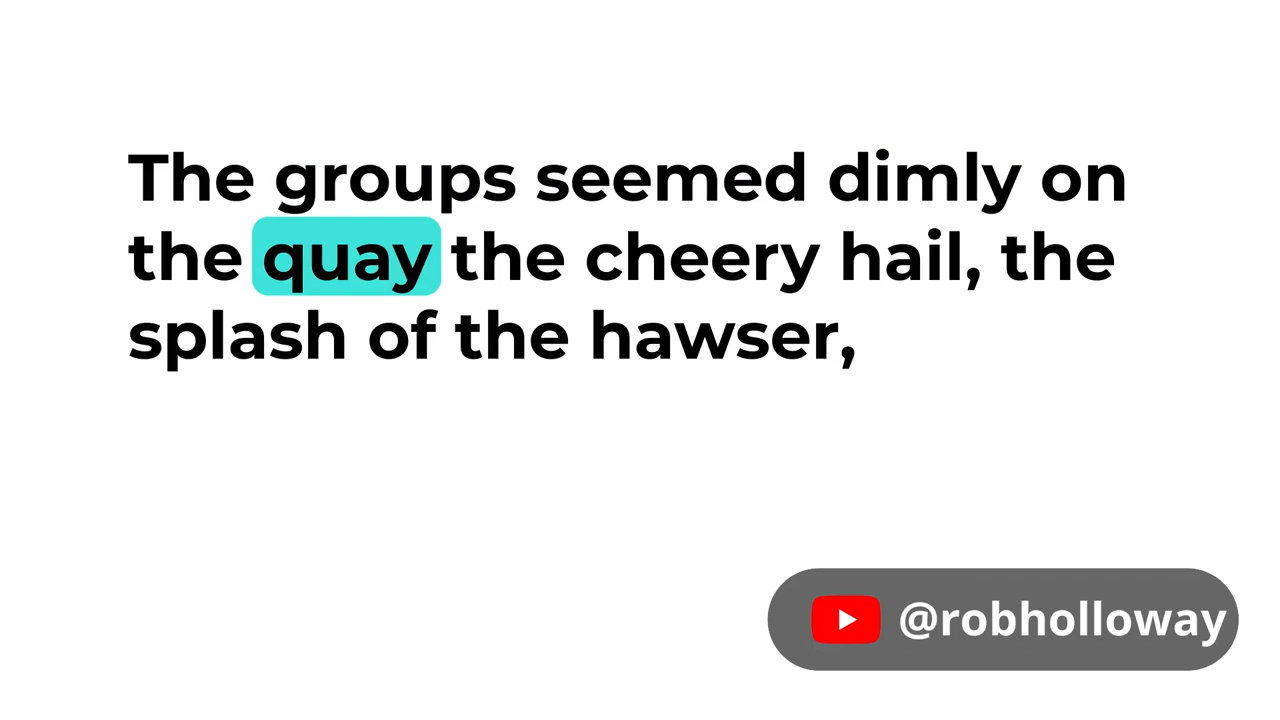 The groups seemed dimly on
the quay the cheery hail, the
splash of the hawser,
@robholloway